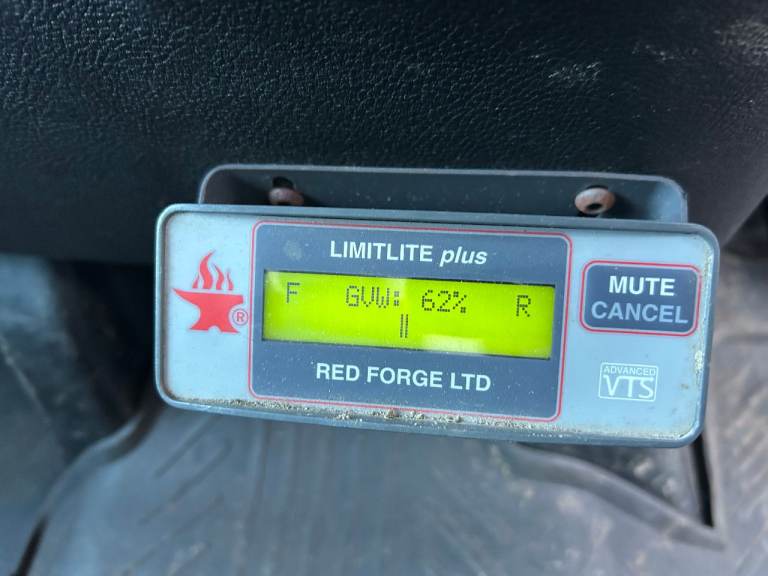 LIMITLITE plus
F GVW: 62% R
RED FORGE LTD
®
MUTE
CANCEL
ADVANCED
VTS